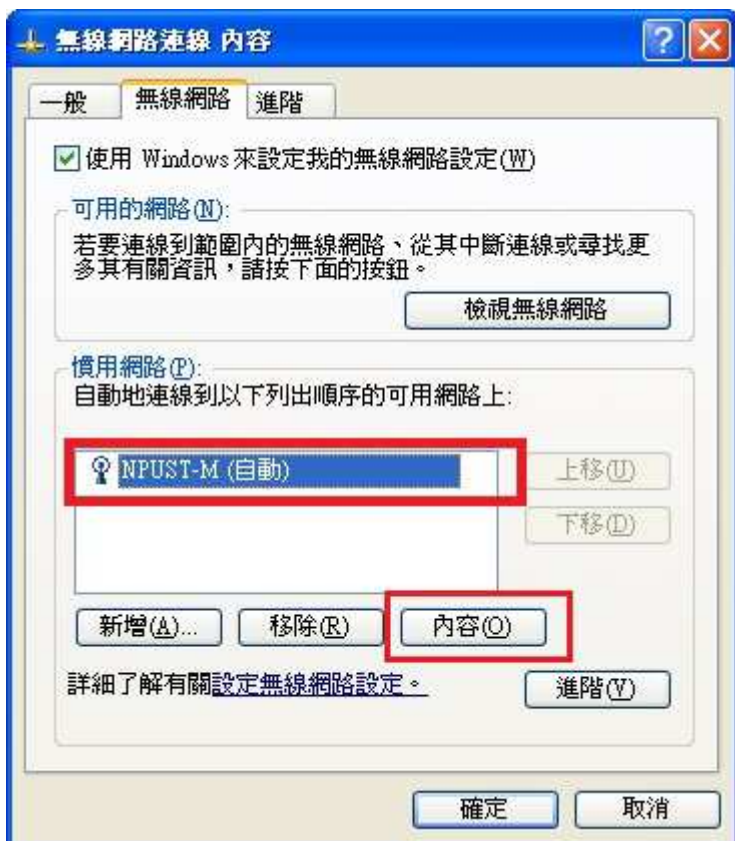 無線網路連線 內容
一般 無線網路 進階
使用 Windows 來設定我的無線網路設定(W)
可用的網路(N):
若要連線到範圍內的無線網路、從其中斷連線或尋找更
多其有關資訊，請按下面的按鈕。
檢視無線網路
慣用網路(P):
自動地連線到以下列出順序的可用網路上:
NPUST-M (自動)
上移(U)
下移(D)
新增(A)... 移除(R) 內容(O)
詳細了解有關設定無線網路設定。
進階(V)
確定 取消